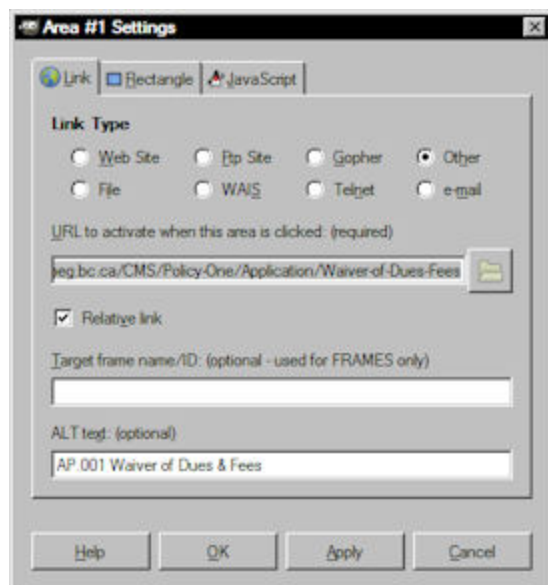 Area #1 Settings
Link Rectangle JavaScript
Link Type
Web Site Ftp Site Gopher Other
File WAIS Telnet e-mail
URL to activate when this area is clicked: (required)
eg.bc.ca/CMS/Policy-One/Application/Waiver-of-Dues-Fees
Relative link
Target frame name/ID: (optional - used for FRAMES only)
ALT text: (optional)
AP.001 Waiver of Dues & Fees
Help OK Apply Cancel